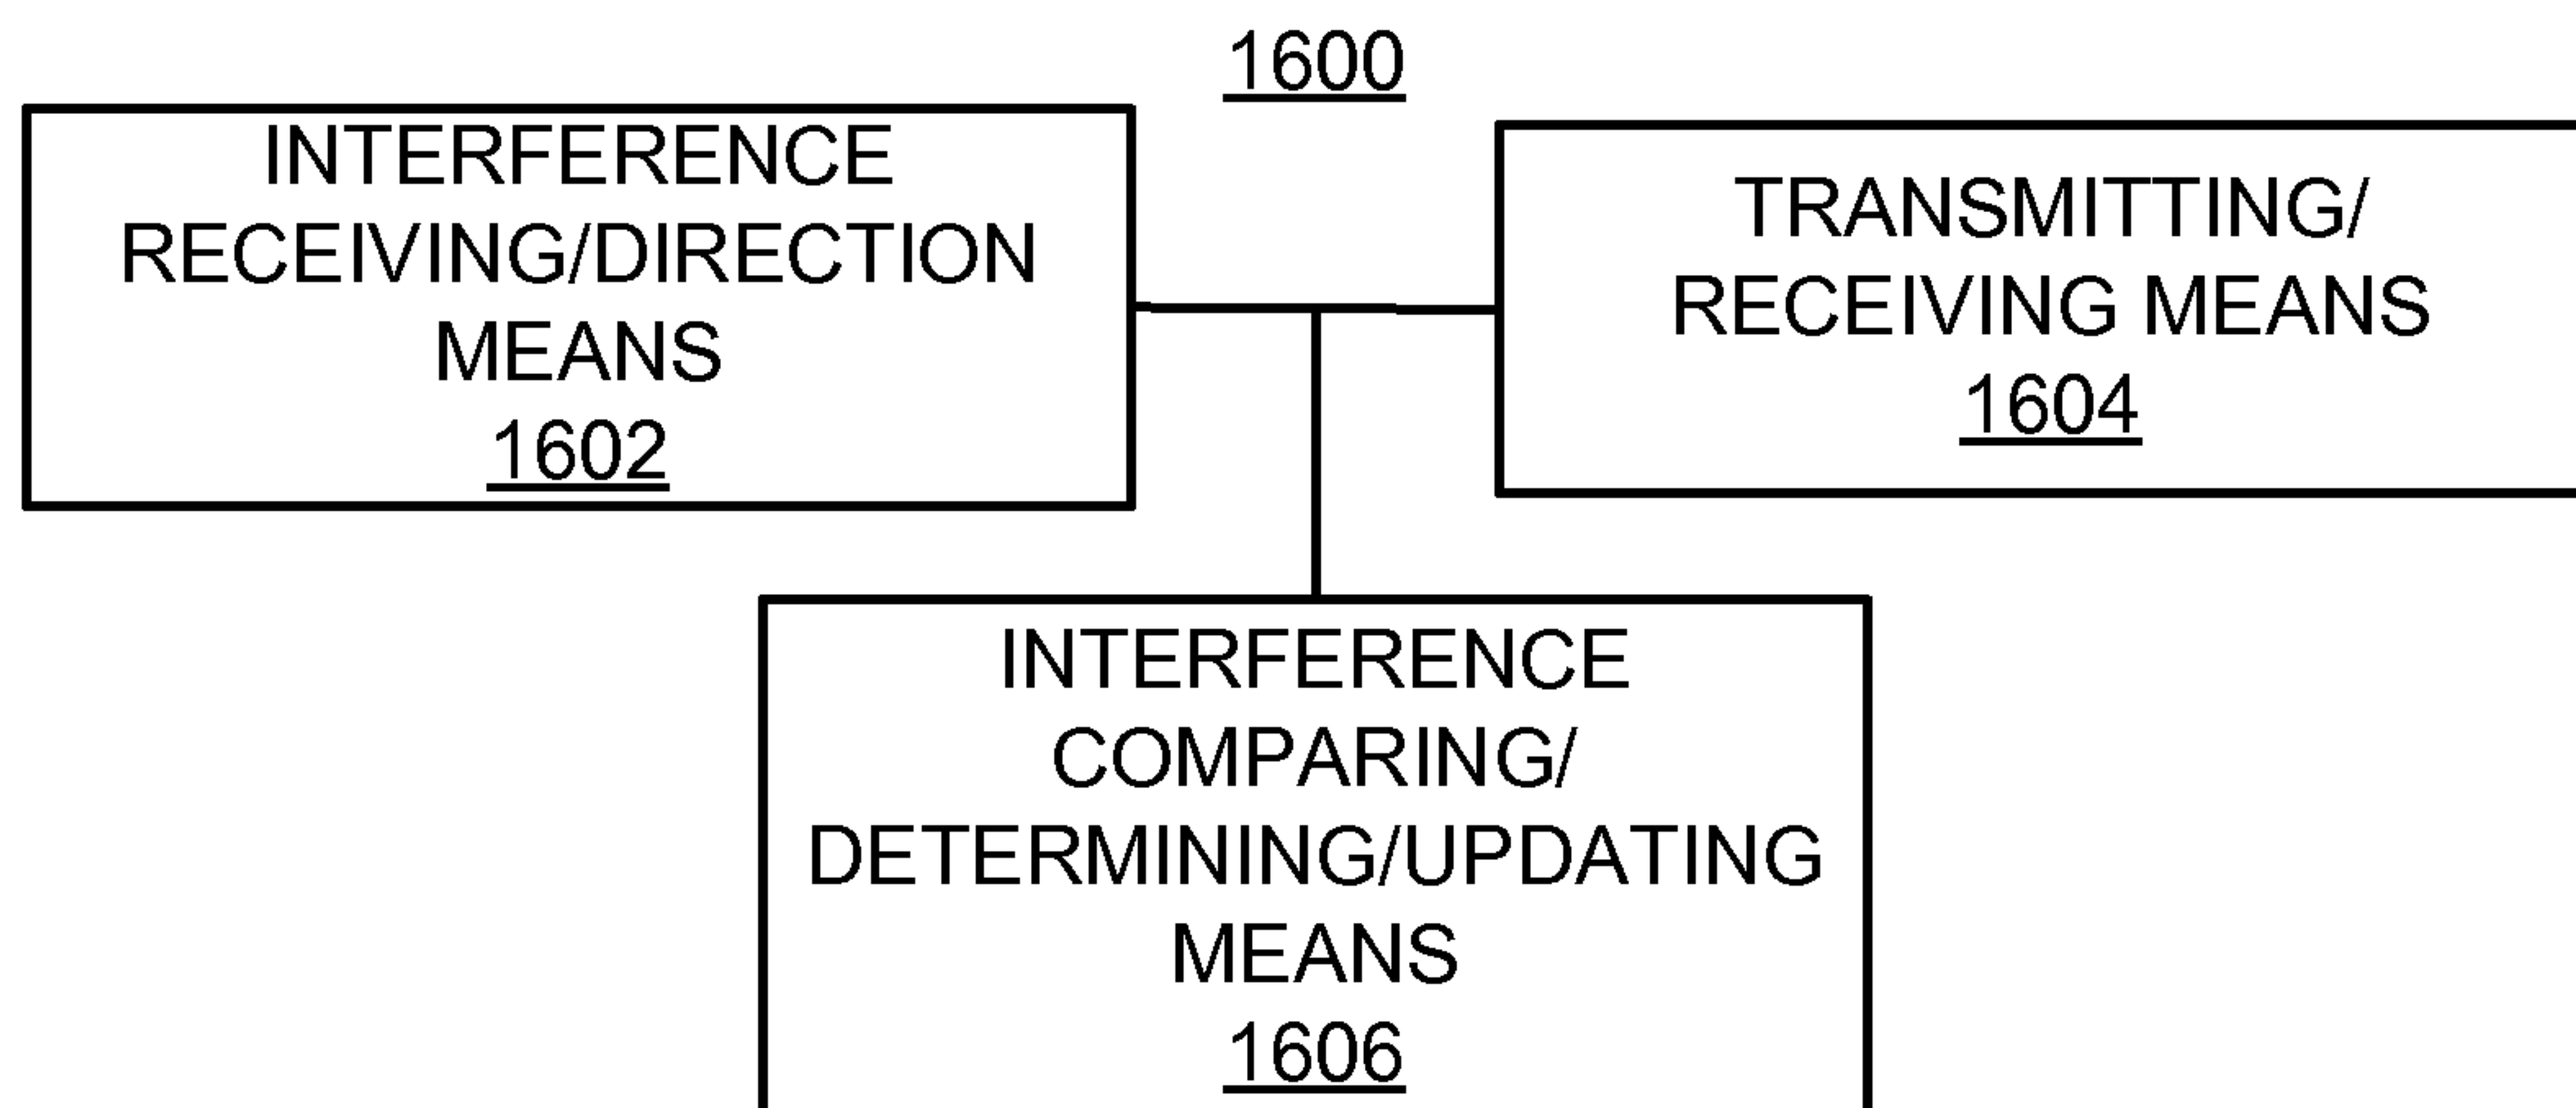 1600
INTERFERENCE
RECEIVING/DIRECTION
MEANS
1602
TRANSMITTING/
RECEIVING MEANS
1604
INTERFERENCE
COMPARING/
DETERMINING/UPDATING
MEANS
1606